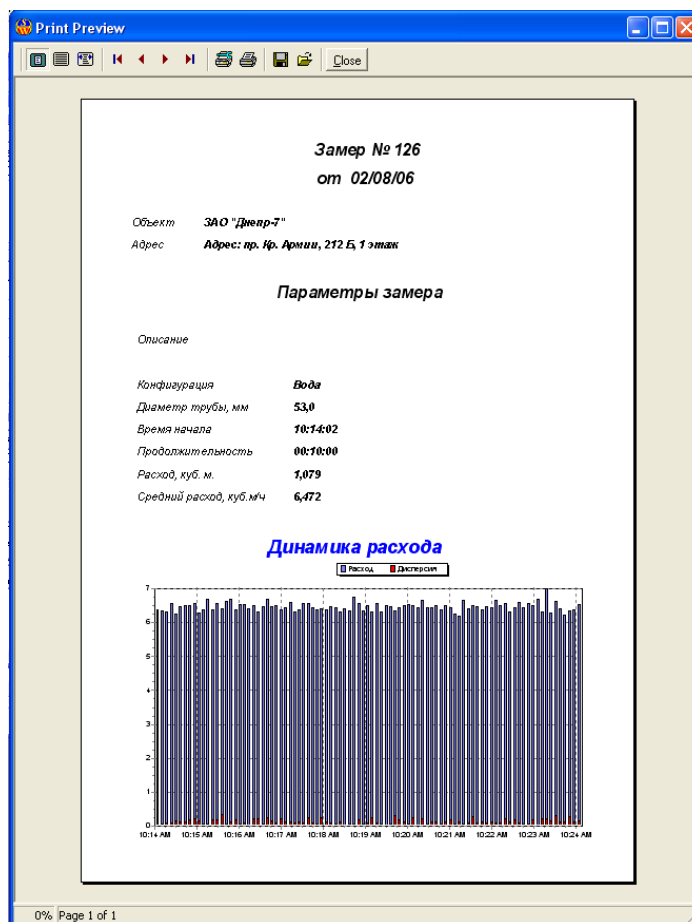 Print Preview
Close
Замер № 126
от 02/08/06
Объект ЗАО "Днепр-7"
Адрес Адрес: пр. Кр. Армии, 212 Б, 1 этаж
Параметры замера
Описание
Конфигурация Вода
Диаметр трубы, мм 53,0
Время начала 10:14:02
Продолжительность 00:10:00
Расход, куб. м. 1,079
Средний расход, куб.м/ч 6,472
Динамика расхода
Расход Дисперсия
7
6
5
4
3
2
1
0
10:14 AM 10:15 AM 10:16 AM 10:17 AM 10:18 AM 10:19 AM 10:20 AM 10:21 AM 10:22 AM 10:23 AM 10:24 AM
0% Page 1 of 1